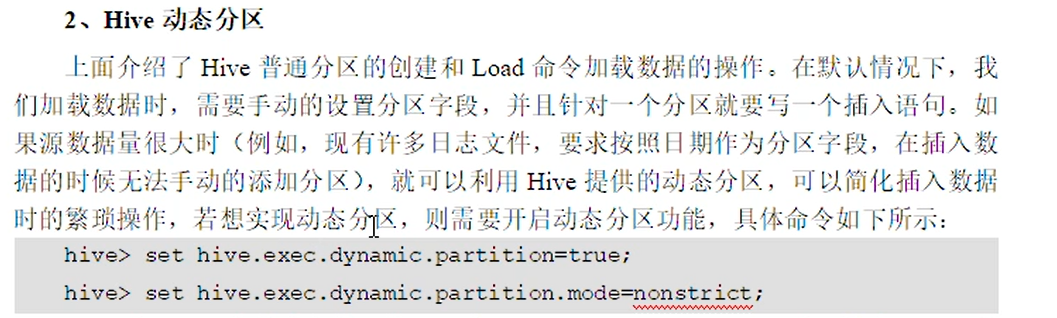 2、Hive 动态分区
上面介绍了 Hive 普通分区的创建和 Load 命令加载数据的操作。在默认情况下，我
们加载数据时，需要手动的设置分区字段，并且针对一个分区就要写一个插入语句。如
果源数据量很大时（例如，现有许多日志文件，要求按照日期作为分区字段，在插入数
据的时候无法手动的添加分区），就可以利用 Hive 提供的动态分区，可以简化插入数据
时的繁琐操作，若想实现动态分区，则需要开启动态分区功能，具体命令如下所示：
hive> set hive.exec.dynamic.partition=true;
hive> set hive.exec.dynamic.partition.mode=nonstrict;